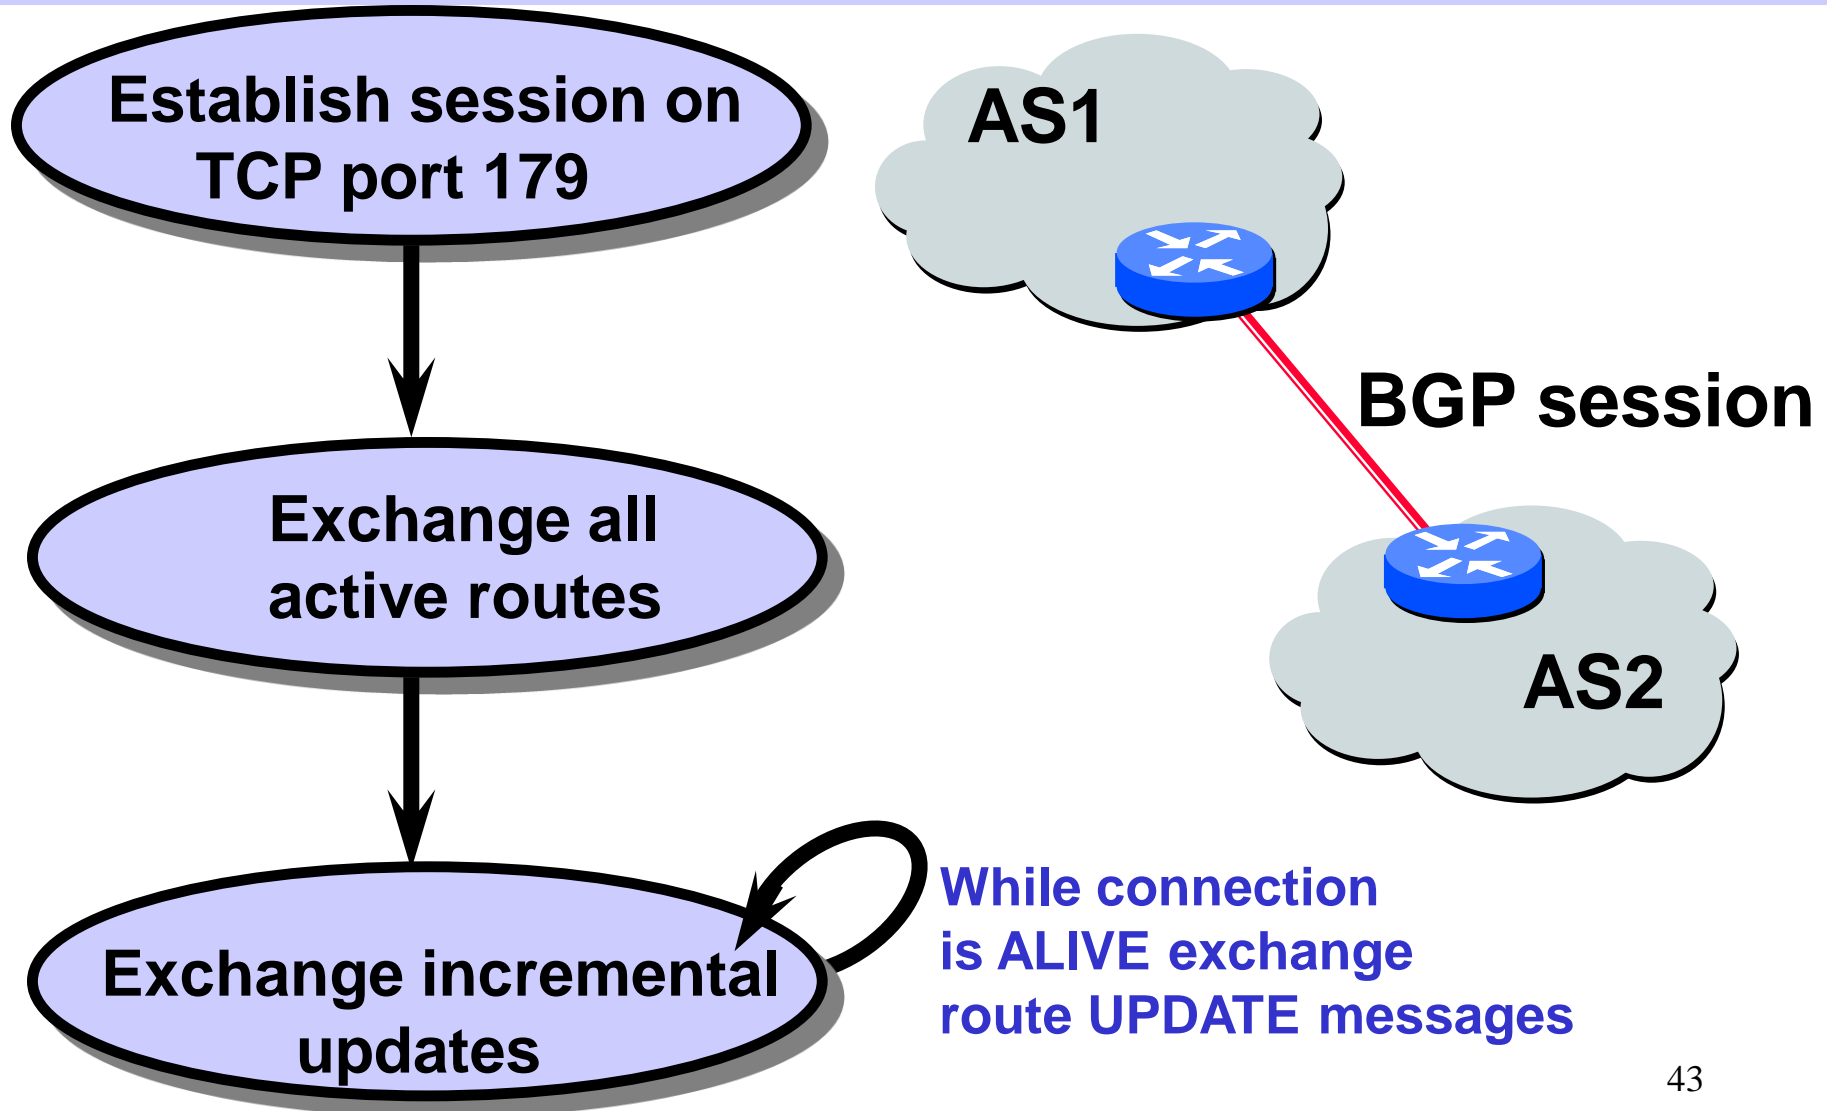 Establish session on
TCP port 179
Exchange all
active routes
Exchange incremental
updates
AS1
BGP session
AS2
While connection
is ALIVE exchange
route UPDATE messages
43